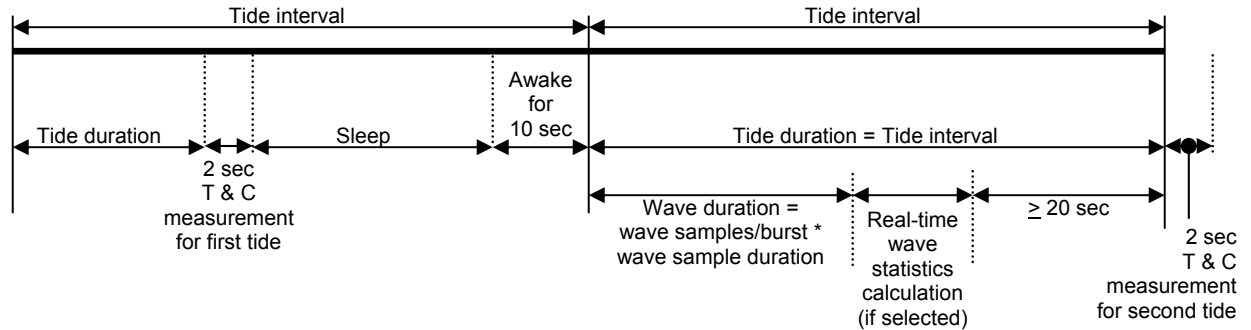 Tide interval
Tide interval
Awake
for
10 sec
Tide duration
Sleep
Tide duration = Tide interval
2 sec
T & C
measurement
for first tide
Wave duration =
wave samples/burst *
wave sample duration
Real-time
wave
statistics
calculation
(if selected)
≥ 20 sec
2 sec
T & C
measurement
for second tide